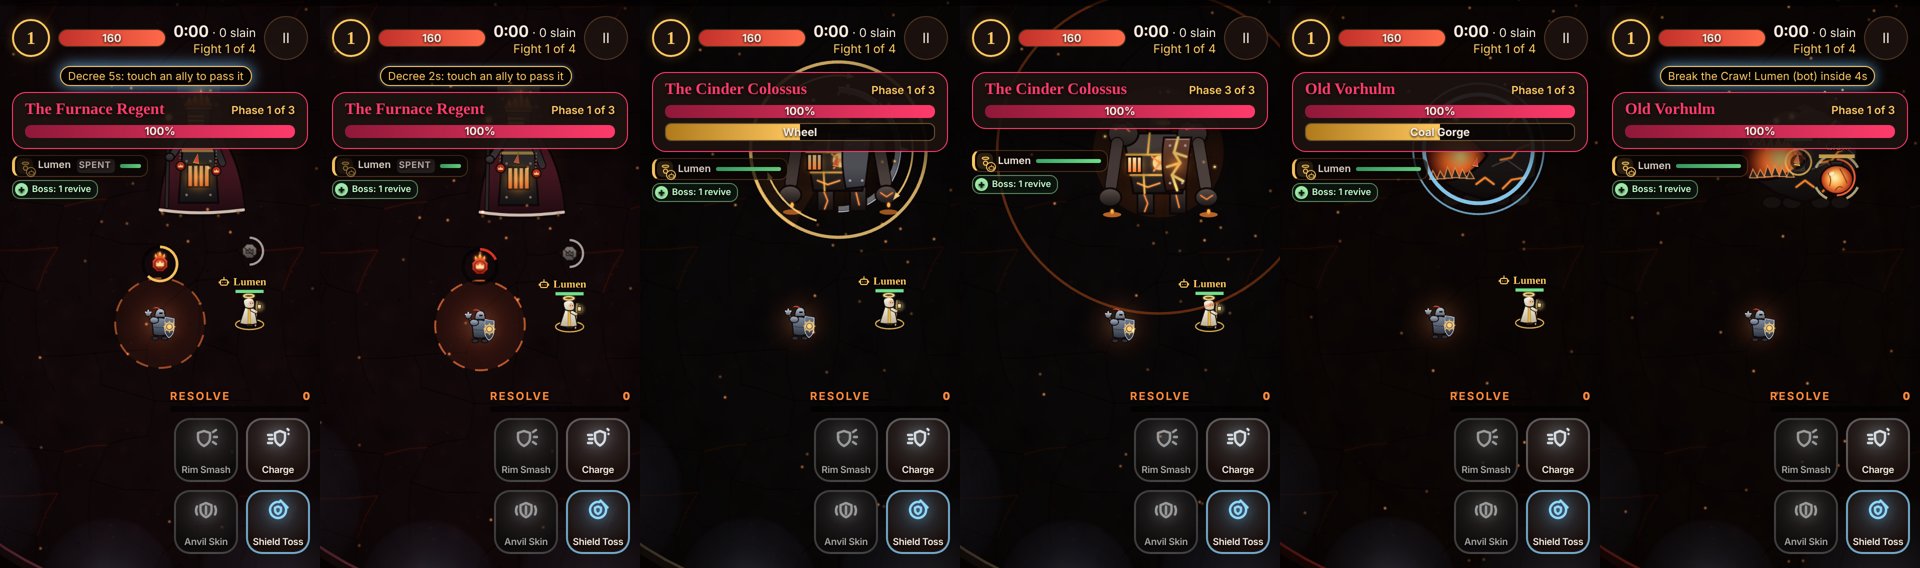 1
160
0:00 · 0 slain
Fight 1 of 4
Decree 5s: touch an ally to pass it
The Furnace Regent
Phase 1 of 3
100%
Lumen SPENT
Boss: 1 revive
Lumen
RESOLVE 0
Rim Smash
Charge
Anvil Skin
Shield Toss
1
160
0:00 · 0 slain
Fight 1 of 4
Decree 2s: touch an ally to pass it
The Furnace Regent
Phase 1 of 3
100%
Lumen SPENT
Boss: 1 revive
Lumen
RESOLVE 0
Rim Smash
Charge
Anvil Skin
Shield Toss
1
160
0:00 · 0 slain
Fight 1 of 4
The Cinder Colossus
Phase 1 of 3
100%
Wheel
Lumen
Boss: 1 revive
Lumen
RESOLVE 0
Rim Smash
Charge
Anvil Skin
Shield Toss
1
160
0:00 · 0 slain
Fight 1 of 4
The Cinder Colossus
Phase 3 of 3
100%
Lumen
Boss: 1 revive
Lumen
RESOLVE 0
Rim Smash
Charge
Anvil Skin
Shield Toss
1
160
0:00 · 0 slain
Fight 1 of 4
Old Vorhulm
Phase 1 of 3
100%
Coal Gorge
Lumen
Boss: 1 revive
Lumen
RESOLVE 0
Rim Smash
Charge
Anvil Skin
Shield Toss
1
160
0:00 · 0 slain
Fight 1 of 4
Break the Craw! Lumen (bot) inside 4s
Old Vorhulm
Phase 1 of 3
100%
Lumen
Boss: 1 revive
RESOLVE 0
Rim Smash
Charge
Anvil Skin
Shield Toss